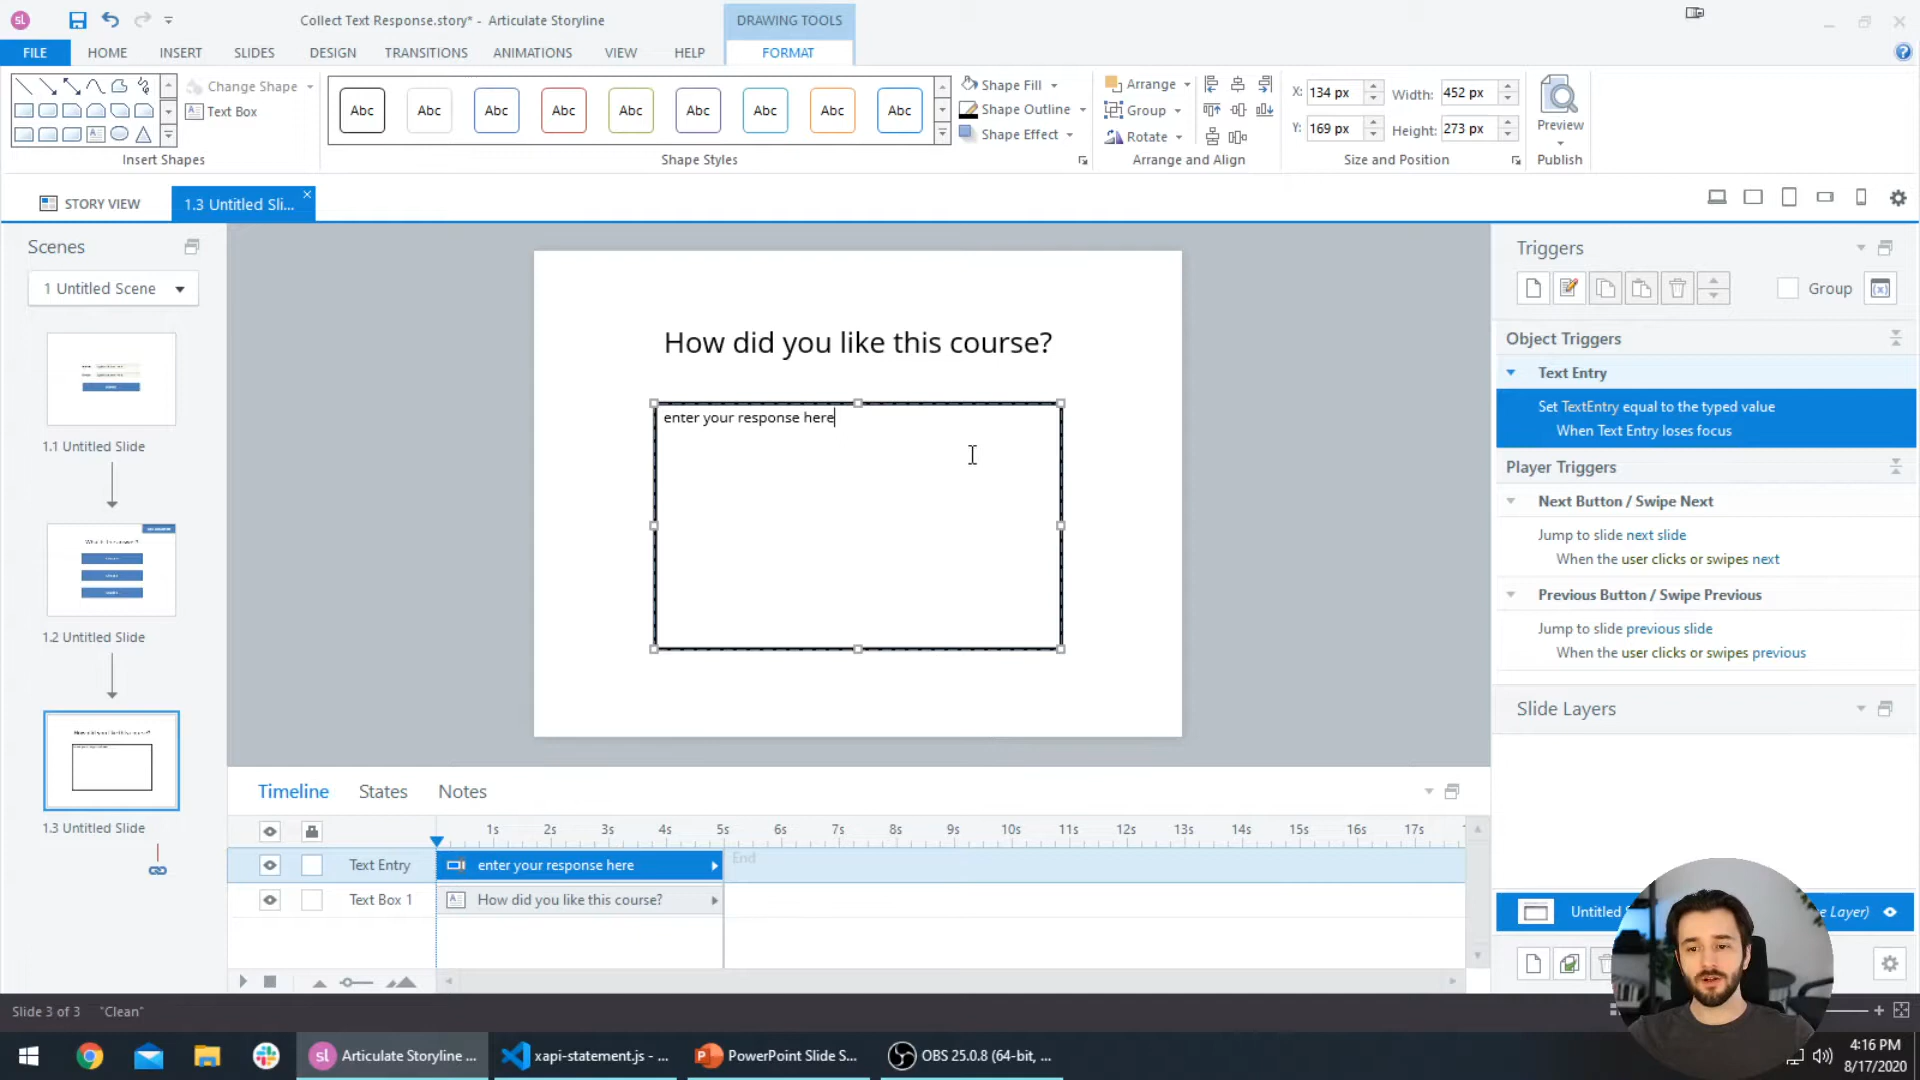 sl
Collect Text Response.story* - Articulate Storyline
DRAWING TOOLS
FILE
HOME
INSERT
SLIDES
DESIGN
TRANSITIONS
ANIMATIONS
VIEW
HELP
FORMAT
Change Shape
Text Box
Insert Shapes
Abc Abc Abc Abc Abc Abc Abc Abc Abc
Shape Styles
Shape Fill
Shape Outline
Shape Effect
Arrange
Group
Rotate
Arrange and Align
X: 134 px
Width: 452 px
Y: 169 px
Height: 273 px
Size and Position
Preview
Publish
STORY VIEW
1.3 Untitled Sli...
Scenes
1 Untitled Scene
1.1 Untitled Slide
1.2 Untitled Slide
How did you like this course?
1.3 Untitled Slide
How did you like this course?
enter your response here
Triggers
Group
Object Triggers
Text Entry
Set TextEntry equal to the typed value
When Text Entry loses focus
Player Triggers
Next Button / Swipe Next
Jump to slide next slide
When the user clicks or swipes next
Previous Button / Swipe Previous
Jump to slide previous slide
When the user clicks or swipes previous
Slide Layers
Untitled
Layer)
Timeline
States
Notes
1s 2s 3s 4s 5s 6s 7s 8s 9s 10s 11s 12s 13s 14s 15s 16s 17s
Text Entry
enter your response here
End
Text Box 1
How did you like this course?
Slide 3 of 3
"Clean"
sl Articulate Storyline ...
xapi-statement.js - ...
PowerPoint Slide S...
OBS 25.0.8 (64-bit, ...
4:16 PM
8/17/2020